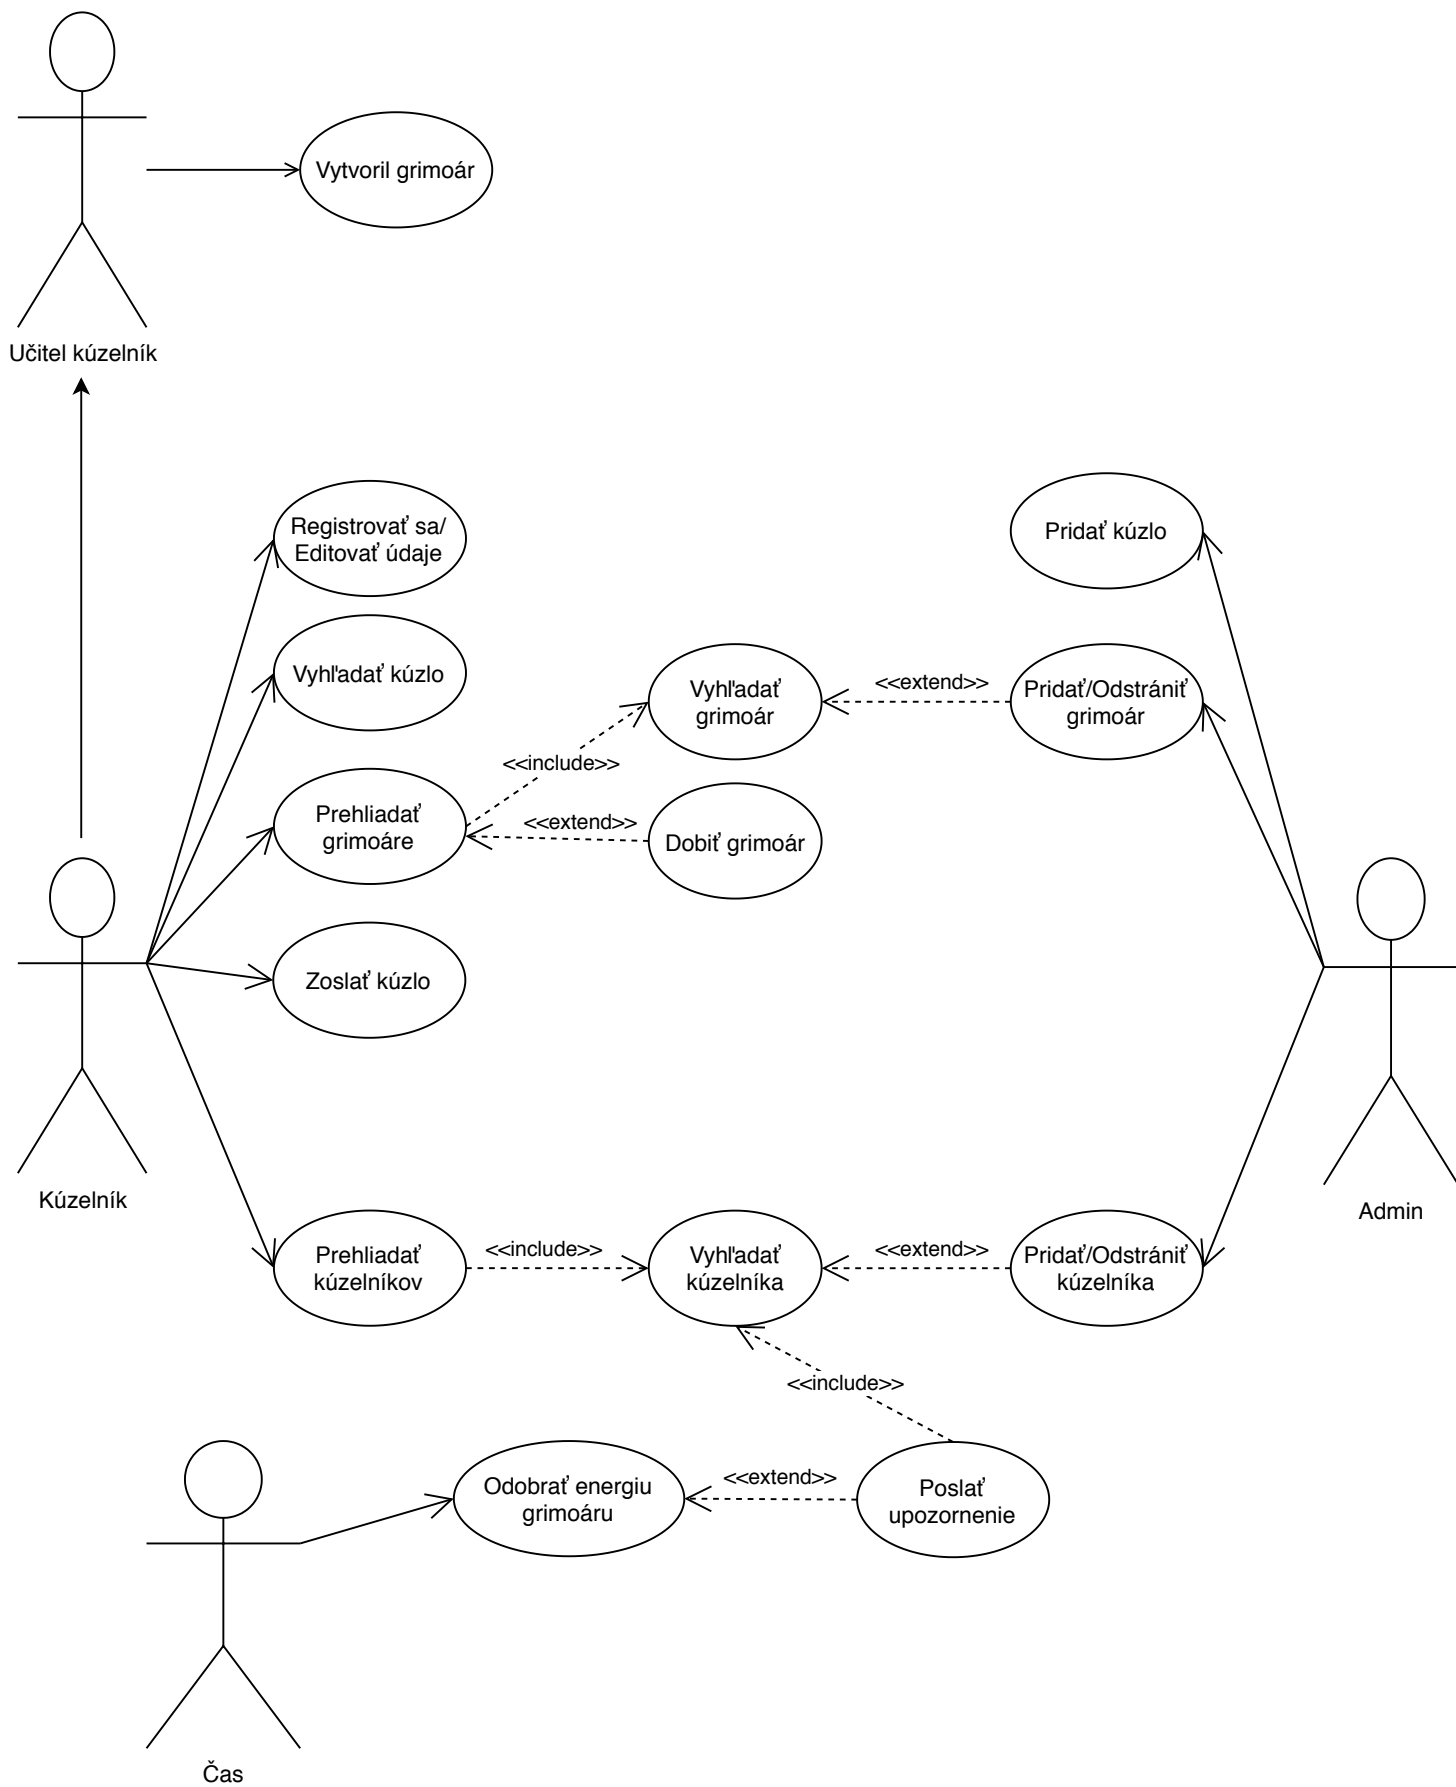 Vytvoril grimoár
Učitel kúzelník
Registrovať sa/
Editovať údaje
Pridať kúzlo
Vyhľadať kúzlo
Vyhľadať
grimoár
<<extend>>
Pridať/Odstrániť
grimoár
<<include>>
Prehliadať
grimoáre
<<extend>>
Dobiť grimoár
Zoslať kúzlo
Kúzelník
Admin
Prehliadať
kúzelníkov
<<include>>
Vyhľadať
kúzelníka
<<extend>>
Pridať/Odstrániť
kúzelníka
<<include>>
Odobrať energiu
grimoáru
<<extend>>
Poslať
upozornenie
Čas